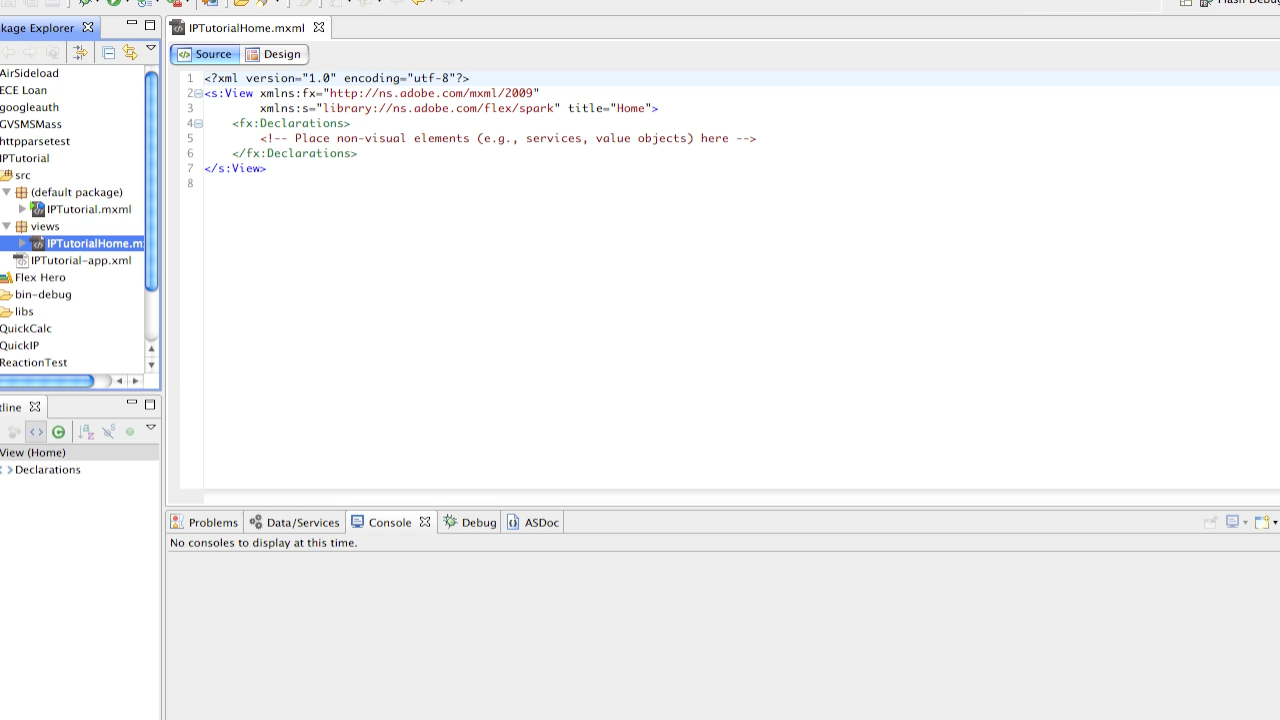 kage Explorer
AirSideload
ECE Loan
googleauth
GVSMSMass
httpparsetest
IPTutorial
src
(default package)
IPTutorial.mxml
views
IPTutorialHome.m
IPTutorial-app.xml
Flex Hero
bin-debug
libs
QuickCalc
QuickIP
ReactionTest
tline
View (Home)
Declarations
IPTutorialHome.mxml
Source Design
1 <?xml version="1.0" encoding="utf-8"?>
2 <s:View xmlns:fx="http://ns.adobe.com/mxml/2009"
3 xmlns:s="library://ns.adobe.com/flex/spark" title="Home">
4 <fx:Declarations>
5 <!-- Place non-visual elements (e.g., services, value objects) here -->
6 </fx:Declarations>
7 </s:View>
8
Problems Data/Services Console Debug ASDoc
No consoles to display at this time.